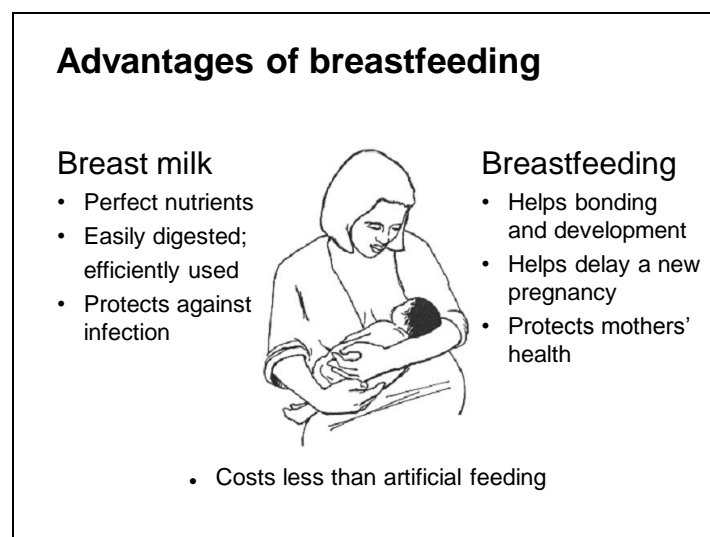 Advantages of breastfeeding
Breast milk
• Perfect nutrients
• Easily digested;
efficiently used
• Protects against
infection
Breastfeeding
• Helps bonding
and development
• Helps delay a new
pregnancy
• Protects mothers’
health
• Costs less than artificial feeding